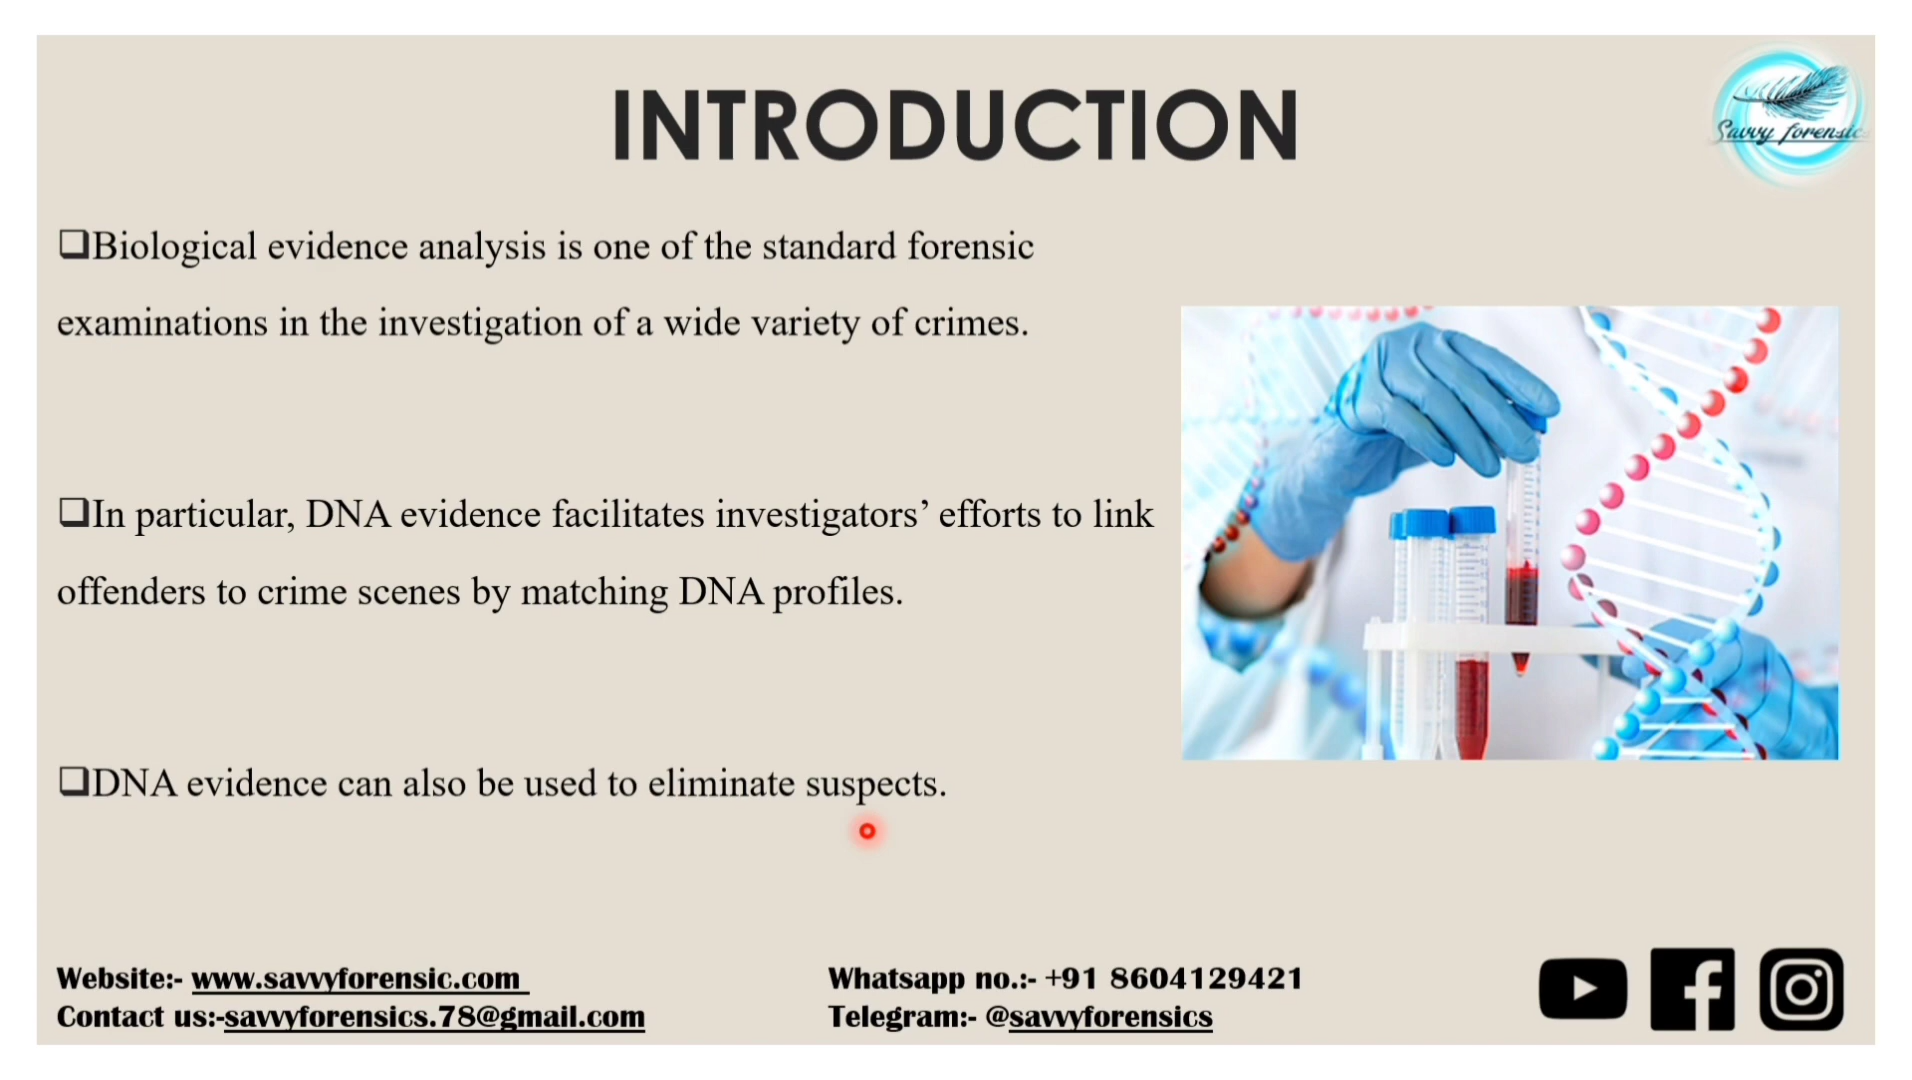 INTRODUCTION
Savvy forensics
❑Biological evidence analysis is one of the standard forensic
examinations in the investigation of a wide variety of crimes.
❑In particular, DNA evidence facilitates investigators’ efforts to link
offenders to crime scenes by matching DNA profiles.
❑DNA evidence can also be used to eliminate suspects.
Website:- www.savvyforensic.com
Contact us:-savvyforensics.78@gmail.com
Whatsapp no.:- +91 8604129421
Telegram:- @savvyforensics